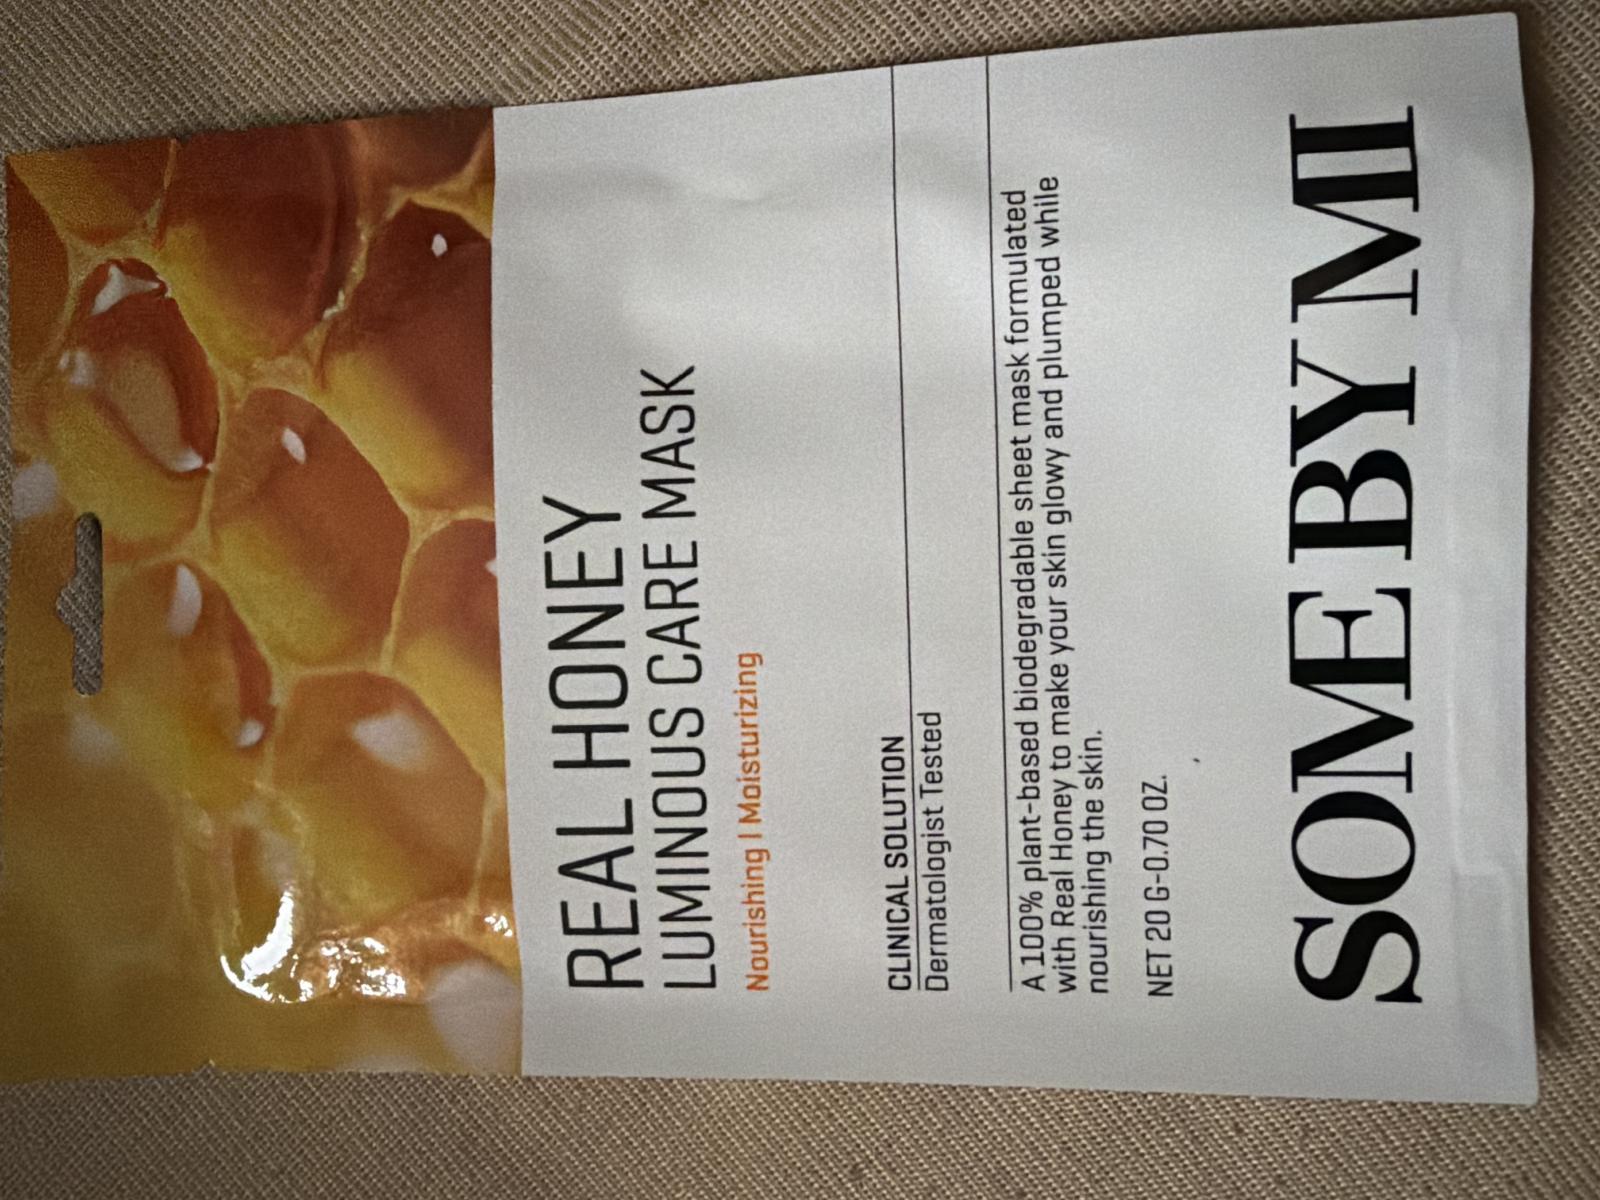 REAL HONEY
LUMINOUS CARE MASK
Nourishing | Moisturizing
CLINICAL SOLUTION
Dermatologist Tested
A 100% plant-based biodegradable sheet mask formulated
with Real Honey to make your skin glowy and plumped while
nourishing the skin.
NET 20 G-0.70 OZ.
SOME BY MI